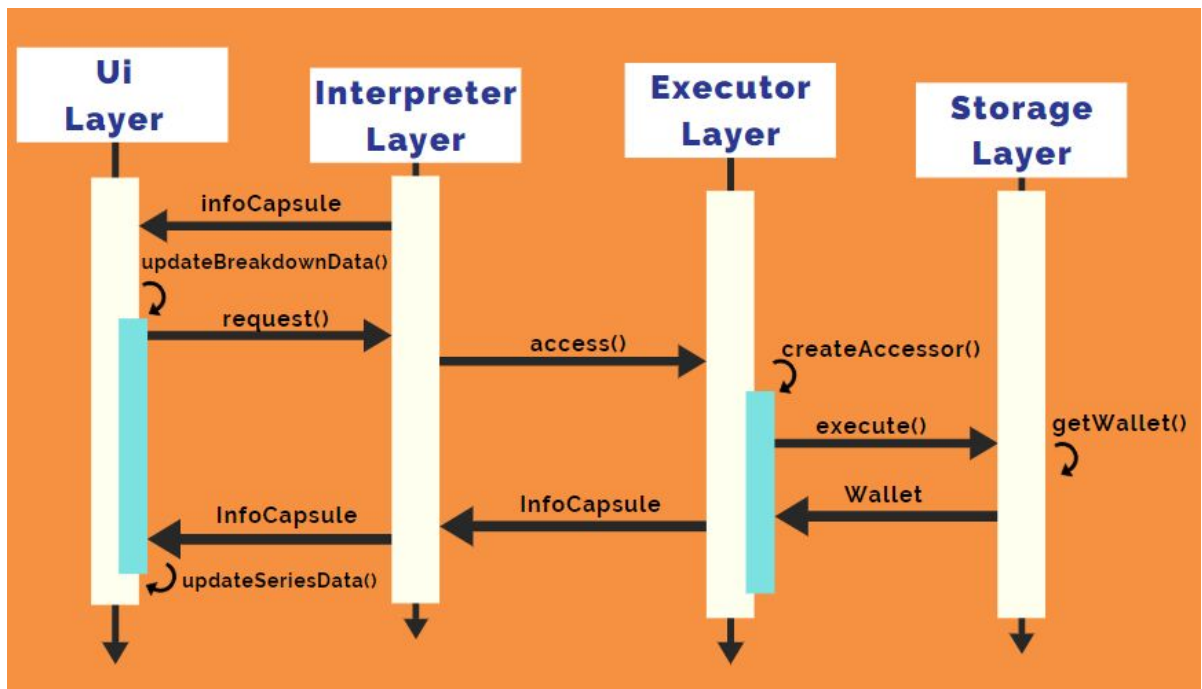 Ui
Layer
Interpreter
Layer
Executor
Layer
Storage
Layer
infoCapsule
updateBreakdownData()
request()
access()
createAccessor()
execute()
getWallet()
Wallet
InfoCapsule
InfoCapsule
updateSeriesData()